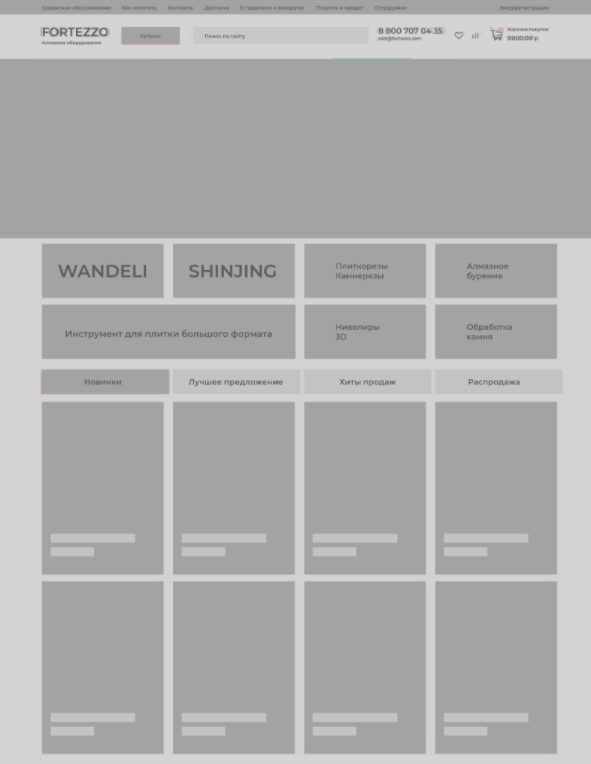 Сервисное обслуживание Как оплатить Контакты Доставка О гарантии и возвратах Покупка в кредит Сотрудники Вход/регистрация
FORTEZZO
Алмазное оборудование
Каталог
Поиск по сайту
8 800 707 04-35
sale@fortezzo.com
Корзина покупок
0000.00 р
WANDELI
SHINJING
Плиткорезы
Камнерезы
Алмазное
бурение
Инструмент для плитки большого формата
Нивелиры
3D
Обработка
камня
Новинки
Лучшее предложение
Хиты продаж
Распродажа